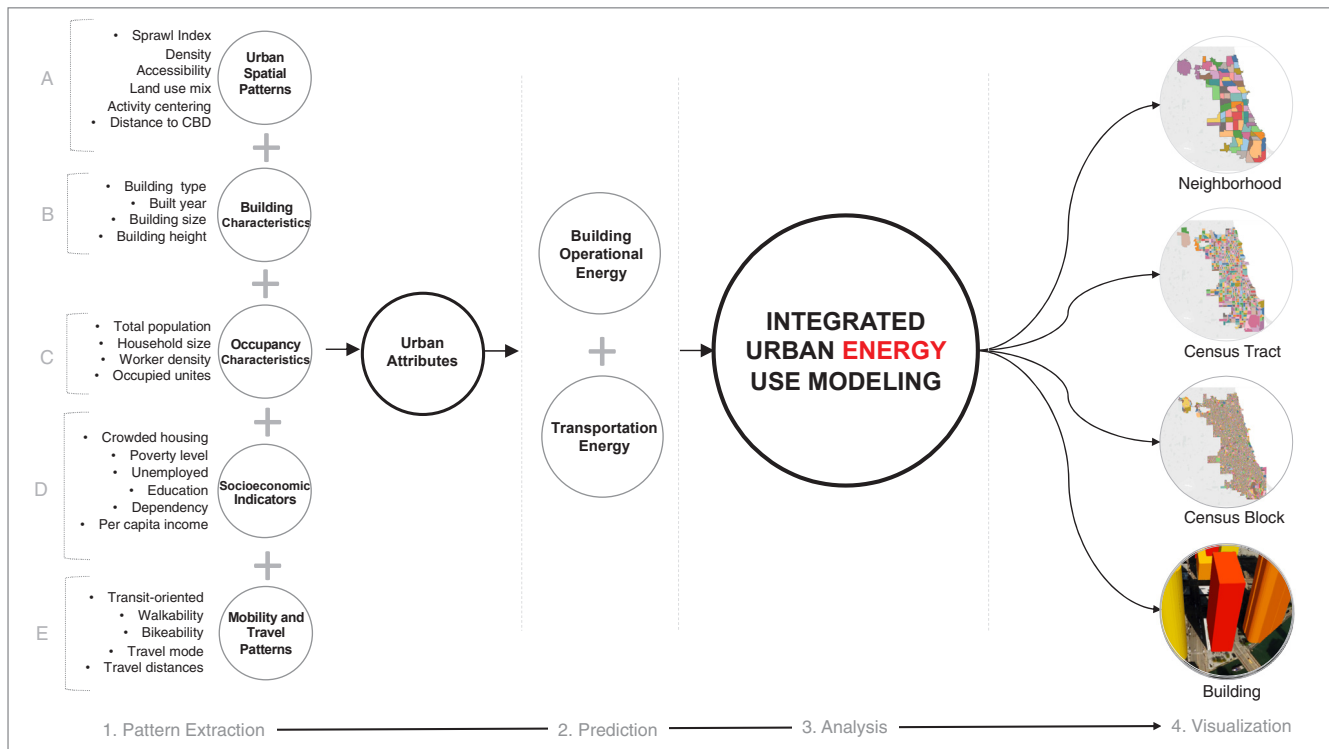 A
• Sprawl Index
Density
Accessibility
Land use mix
Activity centering
• Distance to CBD
Urban
Spatial
Patterns
B
• Building type
• Built year
• Building size
• Building height
Building
Characteristics
C
• Total population
• Household size
• Worker density
• Occupied unites
Occupancy
Characteristics
D
• Crowded housing
• Poverty level
• Unemployed
• Education
• Dependency
• Per capita income
Socioeconomic
Indicators
E
• Transit-oriented
• Walkability
• Bikeability
• Travel mode
• Travel distances
Mobility and
Travel
Patterns
Urban
Attributes
Building
Operational
Energy
Transportation
Energy
INTEGRATED
URBAN ENERGY
USE MODELING
Neighborhood
Census Tract
Census Block
Building
1. Pattern Extraction
2. Prediction
3. Analysis
4. Visualization